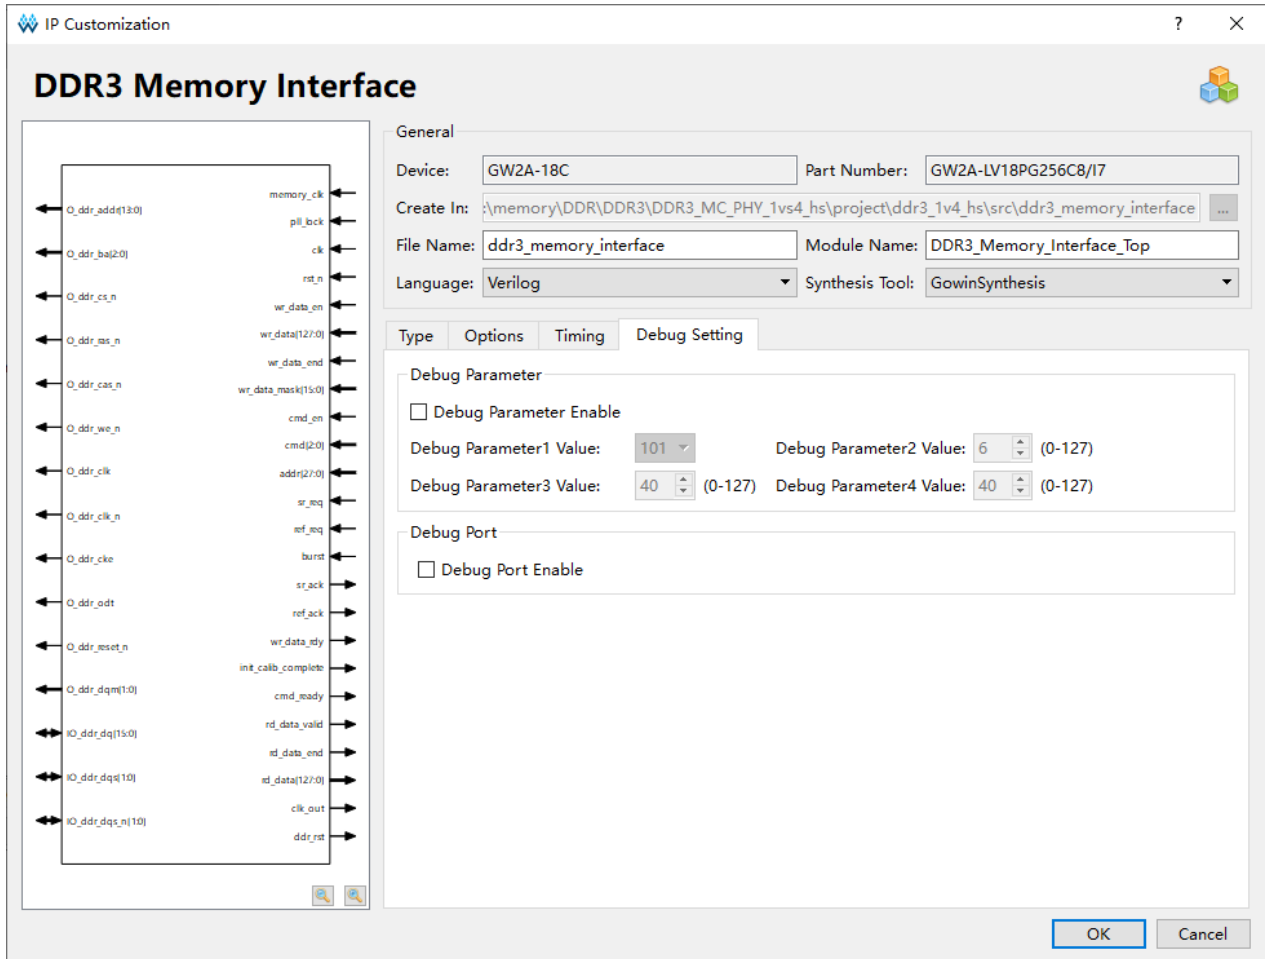 IP Customization
?
DDR3 Memory Interface
O_ddr_addr(13:0)
O_ddr_ba(2:0)
O_ddr_cs_n
O_ddr_ras_n
O_ddr_cas_n
O_ddr_we_n
O_ddr_clk
O_ddr_clk_n
O_ddr_cke
O_ddr_odt
O_ddr_reset_n
O_ddr_dqm(1:0)
IO_ddr_dq(15:0)
IO_ddr_dqs(1:0)
IO_ddr_dqs_n(1:0)
memory_clk
pll_lock
clk
rst_n
wr_data_en
wr_data(127:0)
wr_data_end
wr_data_mask(15:0)
cmd_en
cmd(2:0)
addr(27:0)
sr_req
ref_req
burst
sr_ack
ref_ack
wr_data_rdy
init_calib_complete
cmd_ready
rd_data_valid
rd_data_end
rd_data(127:0)
clk_out
ddr_rst
General
Device: GW2A-18C Part Number: GW2A-LV18PG256C8/I7
Create In: :\memory\DDR\DDR3\DDR3_MC_PHY_1vs4_hs\project\ddr3_1v4_hs\src\ddr3_memory_interface ...
File Name: ddr3_memory_interface Module Name: DDR3_Memory_Interface_Top
Language: Verilog Synthesis Tool: GowinSynthesis
Type Options Timing Debug Setting
Debug Parameter
Debug Parameter Enable
Debug Parameter1 Value: 101 Debug Parameter2 Value: 6 (0-127)
Debug Parameter3 Value: 40 (0-127) Debug Parameter4 Value: 40 (0-127)
Debug Port
Debug Port Enable
OK Cancel